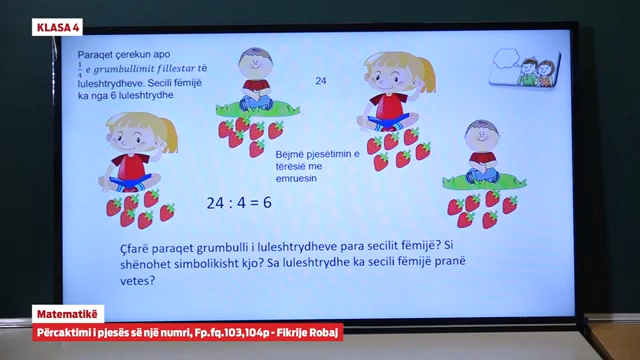 KLASA 4
Paraqet çerekun apo
1/4 e grumbullimit fillestar të
luleshtrydheve. Secili fëmijë
ka nga 6 luleshtrydhe
24
Bëjmë pjesëtimin e
tërësië me
emruesin
24 : 4 = 6
Çfarë paraqet grumbulli i luleshtrydheve para secilit fëmijë? Si
shënohet simbolikisht kjo? Sa luleshtrydhe ka secili fëmijë pranë
vetes?
Matematikë
Përcaktimi i pjesës së një numri, Fp.fq.103,104p - Fikrije Robaj